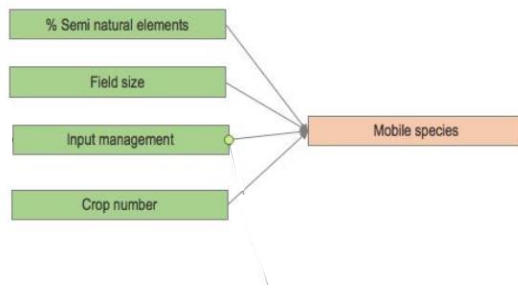 % Semi natural elements
Field size
Mobile species
Input management
Crop number